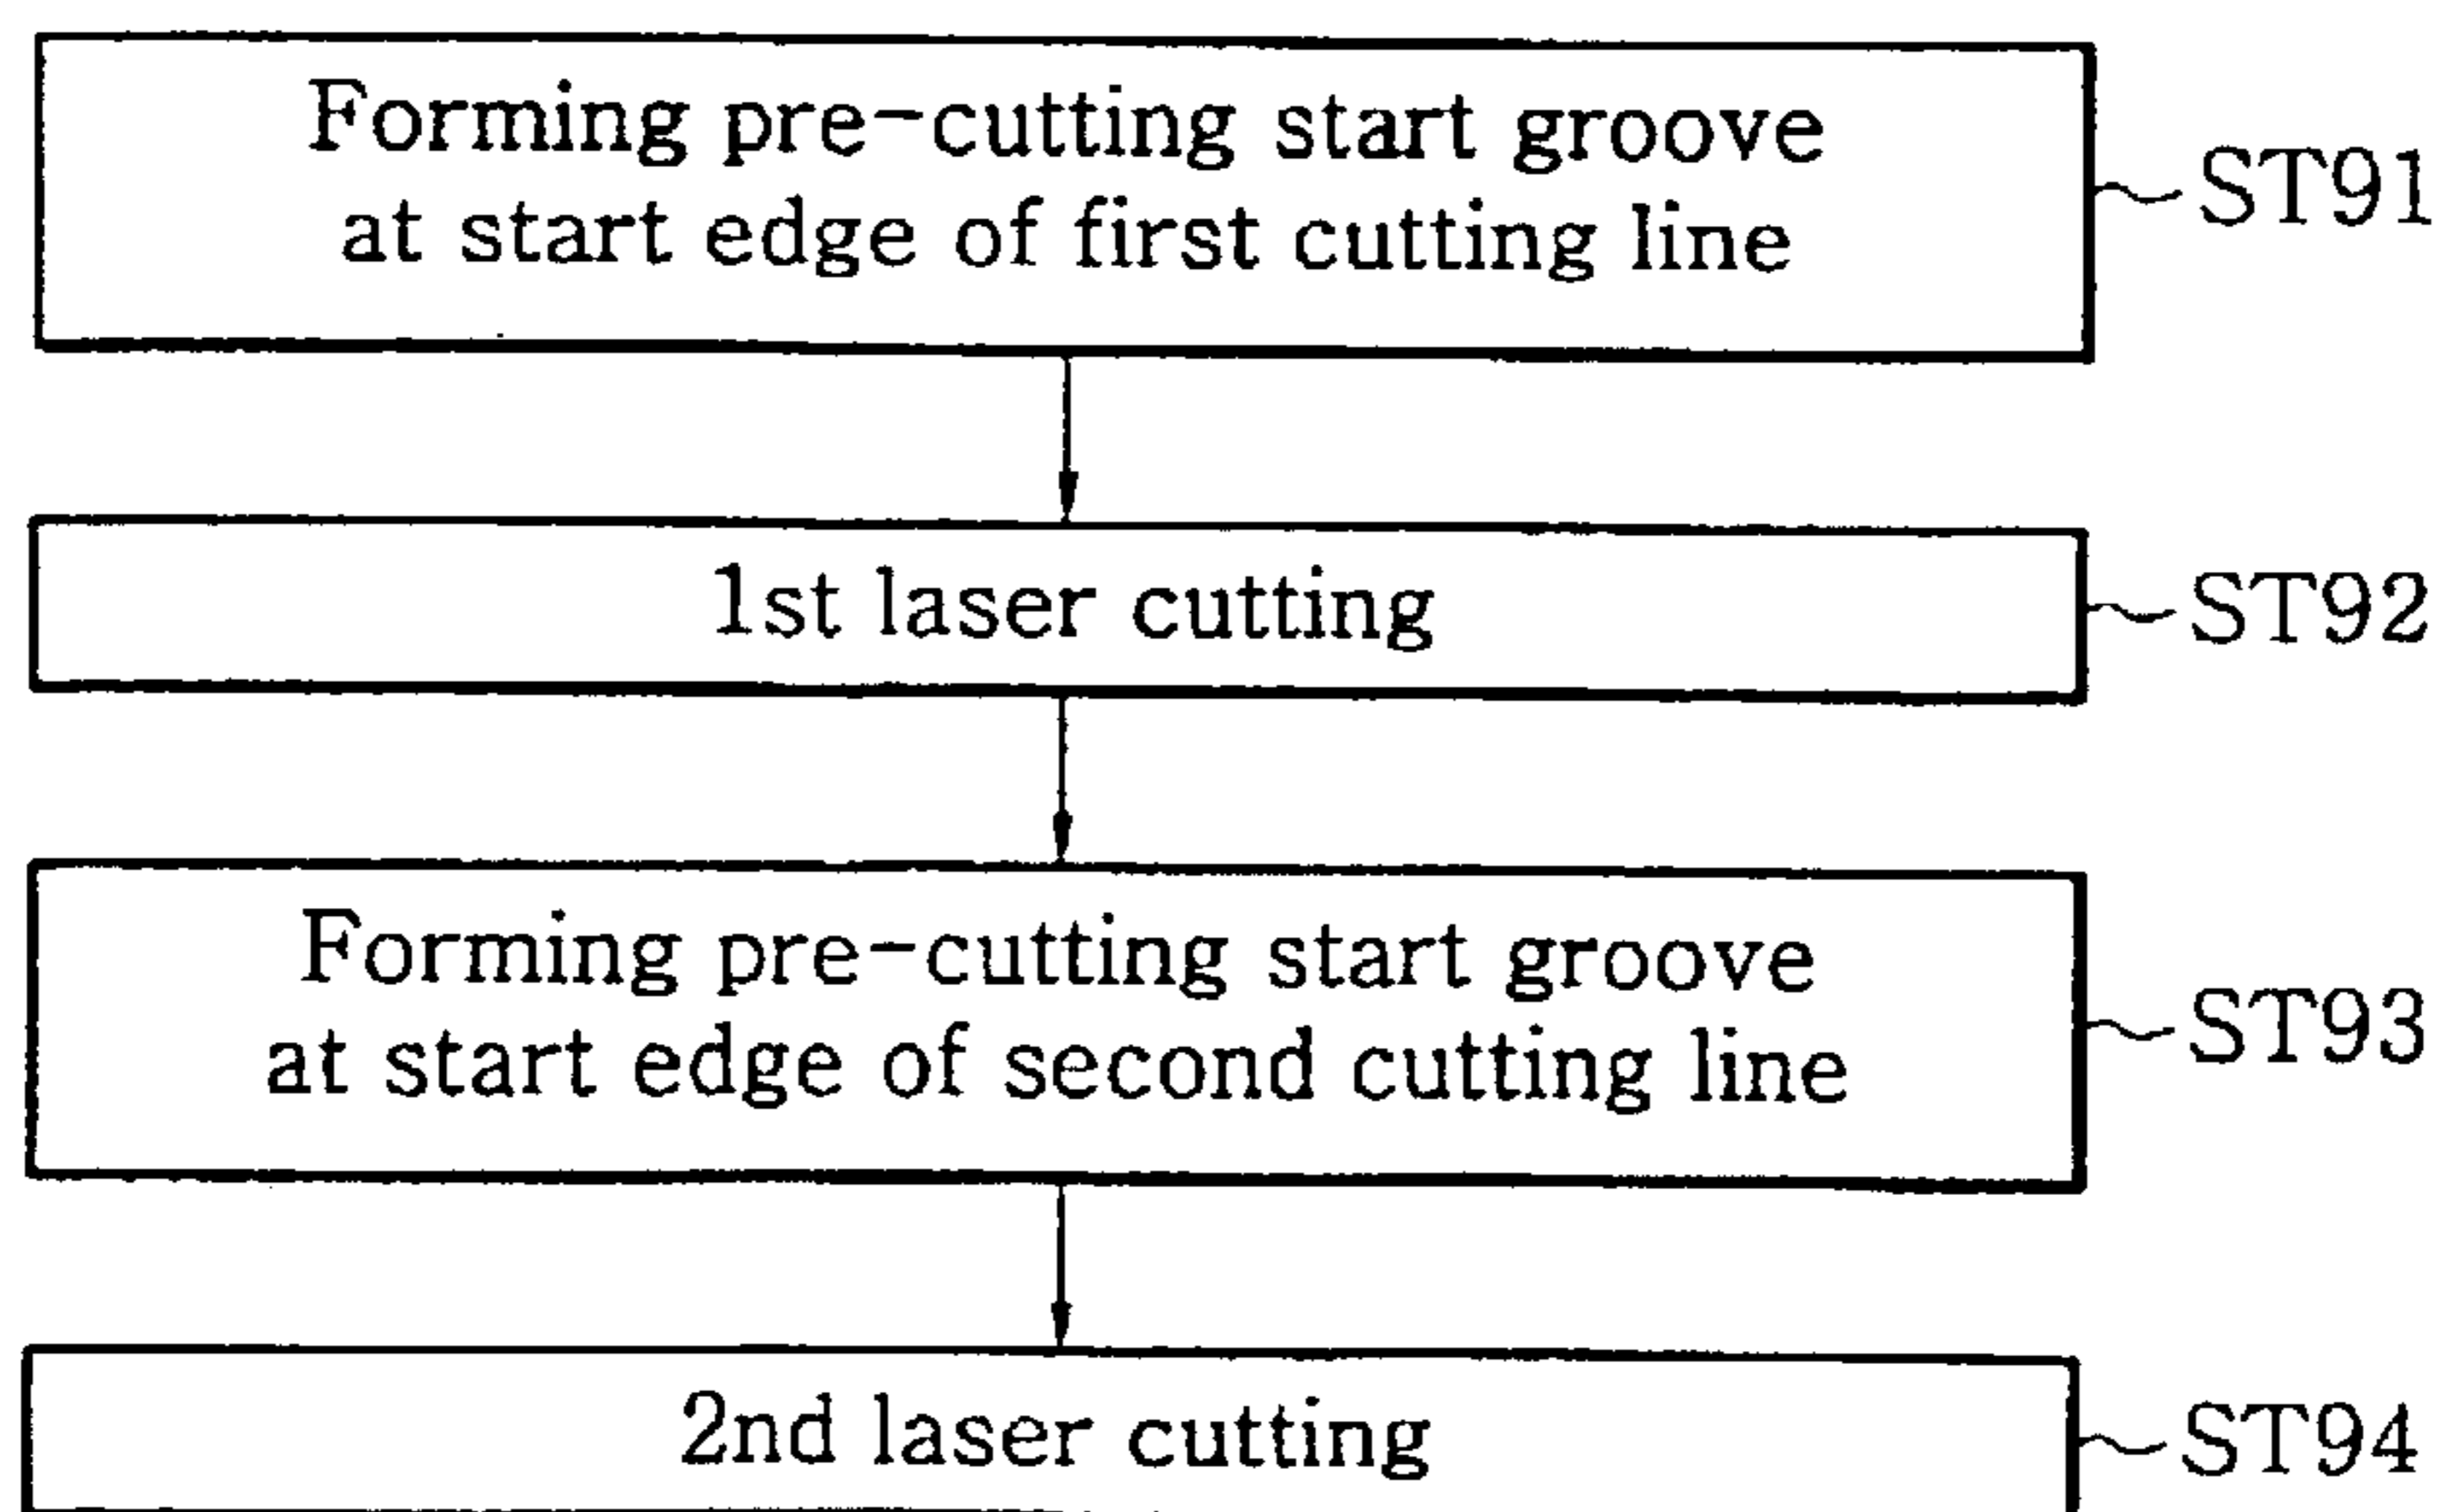 Forming pre-cutting start groove
at start edge of first cutting line
ST91
1st laser cutting
ST92
Forming pre-cutting start groove
at start edge of second cutting line
ST93
2nd laser cutting
ST94